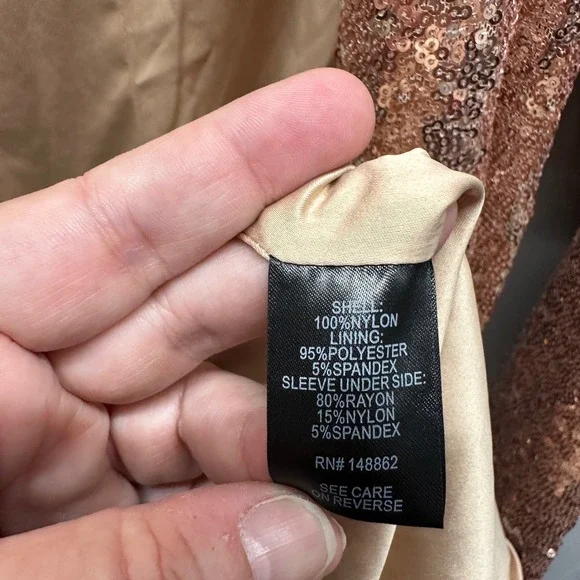 SHELL:
100%NYLON
LINING:
95%POLYESTER
5%SPANDEX
SLEEVE UNDER SIDE:
80%RAYON
15%NYLON
5%SPANDEX
RN# 148862
SEE CARE
ON REVERSE